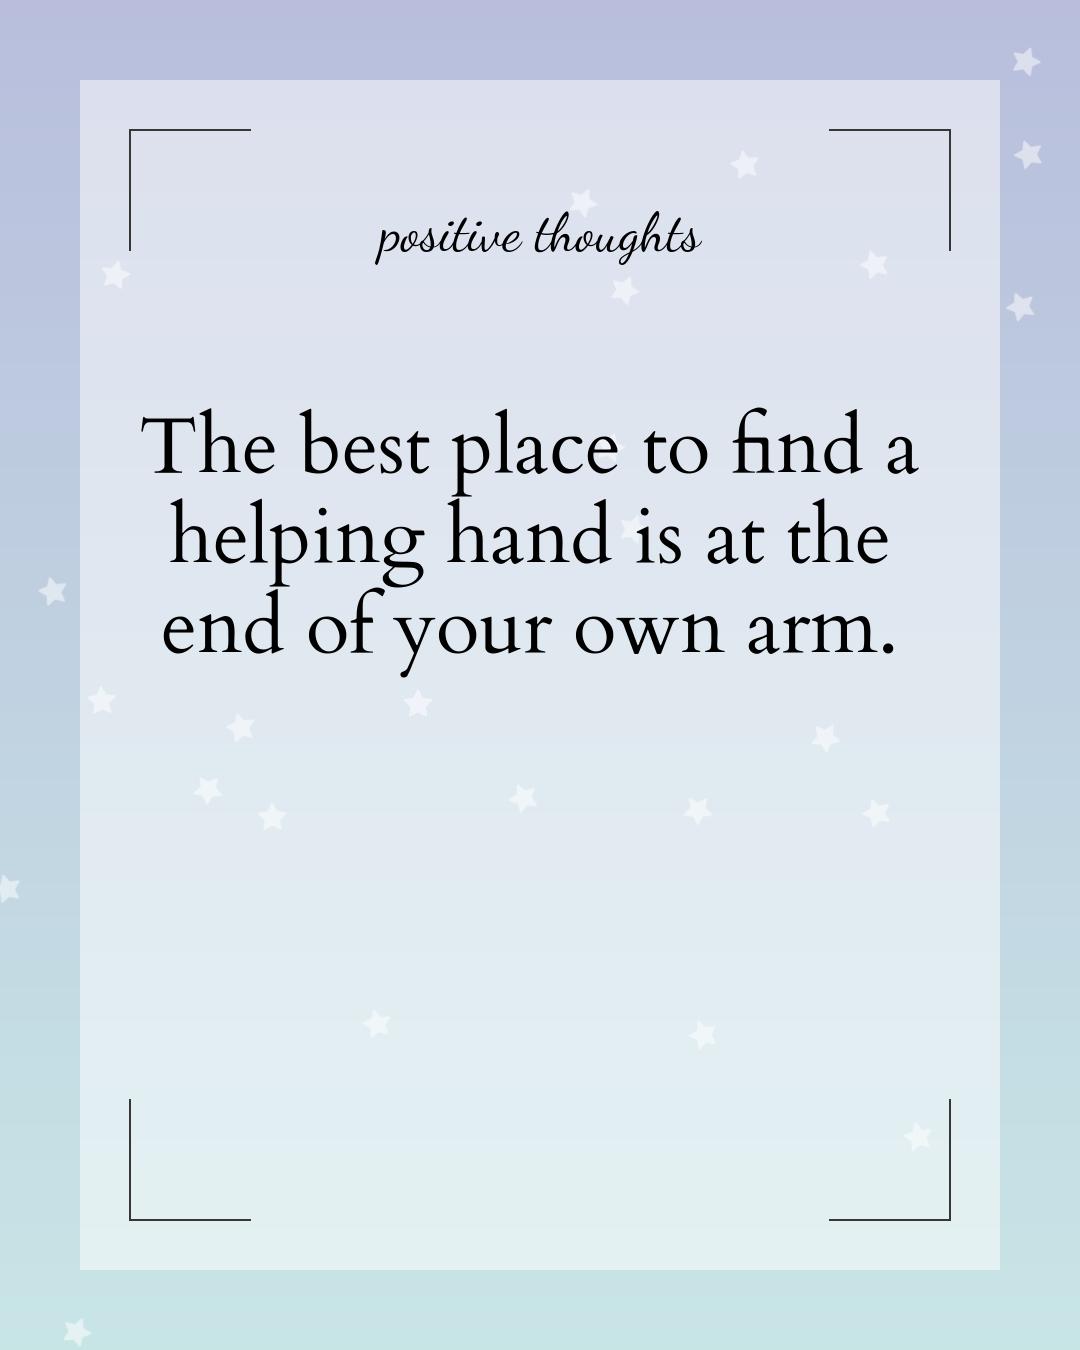 positive thoughts
The best place to find a
helping hand is at the
end of your own arm.